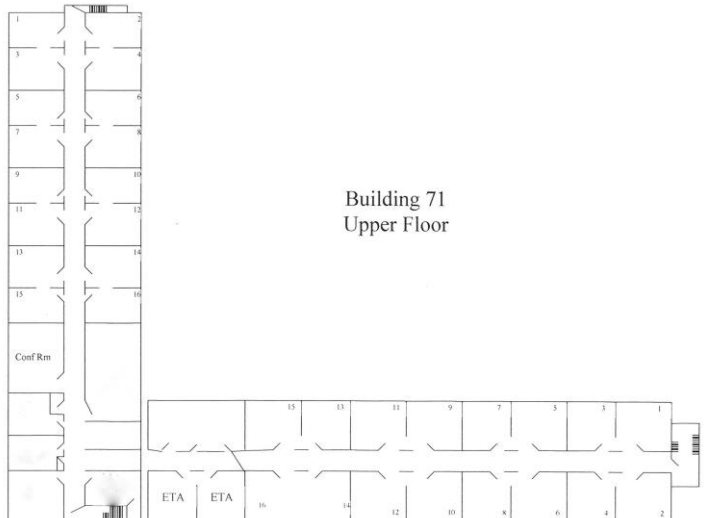 1 2
3 4
5 6
7 8
9 10
11 12
13 14
15 16
Building 71
Upper Floor
Conf Rm
15 13 11 9 7 5 3 1
ETA ETA
16 14 12 10 8 6 4 2